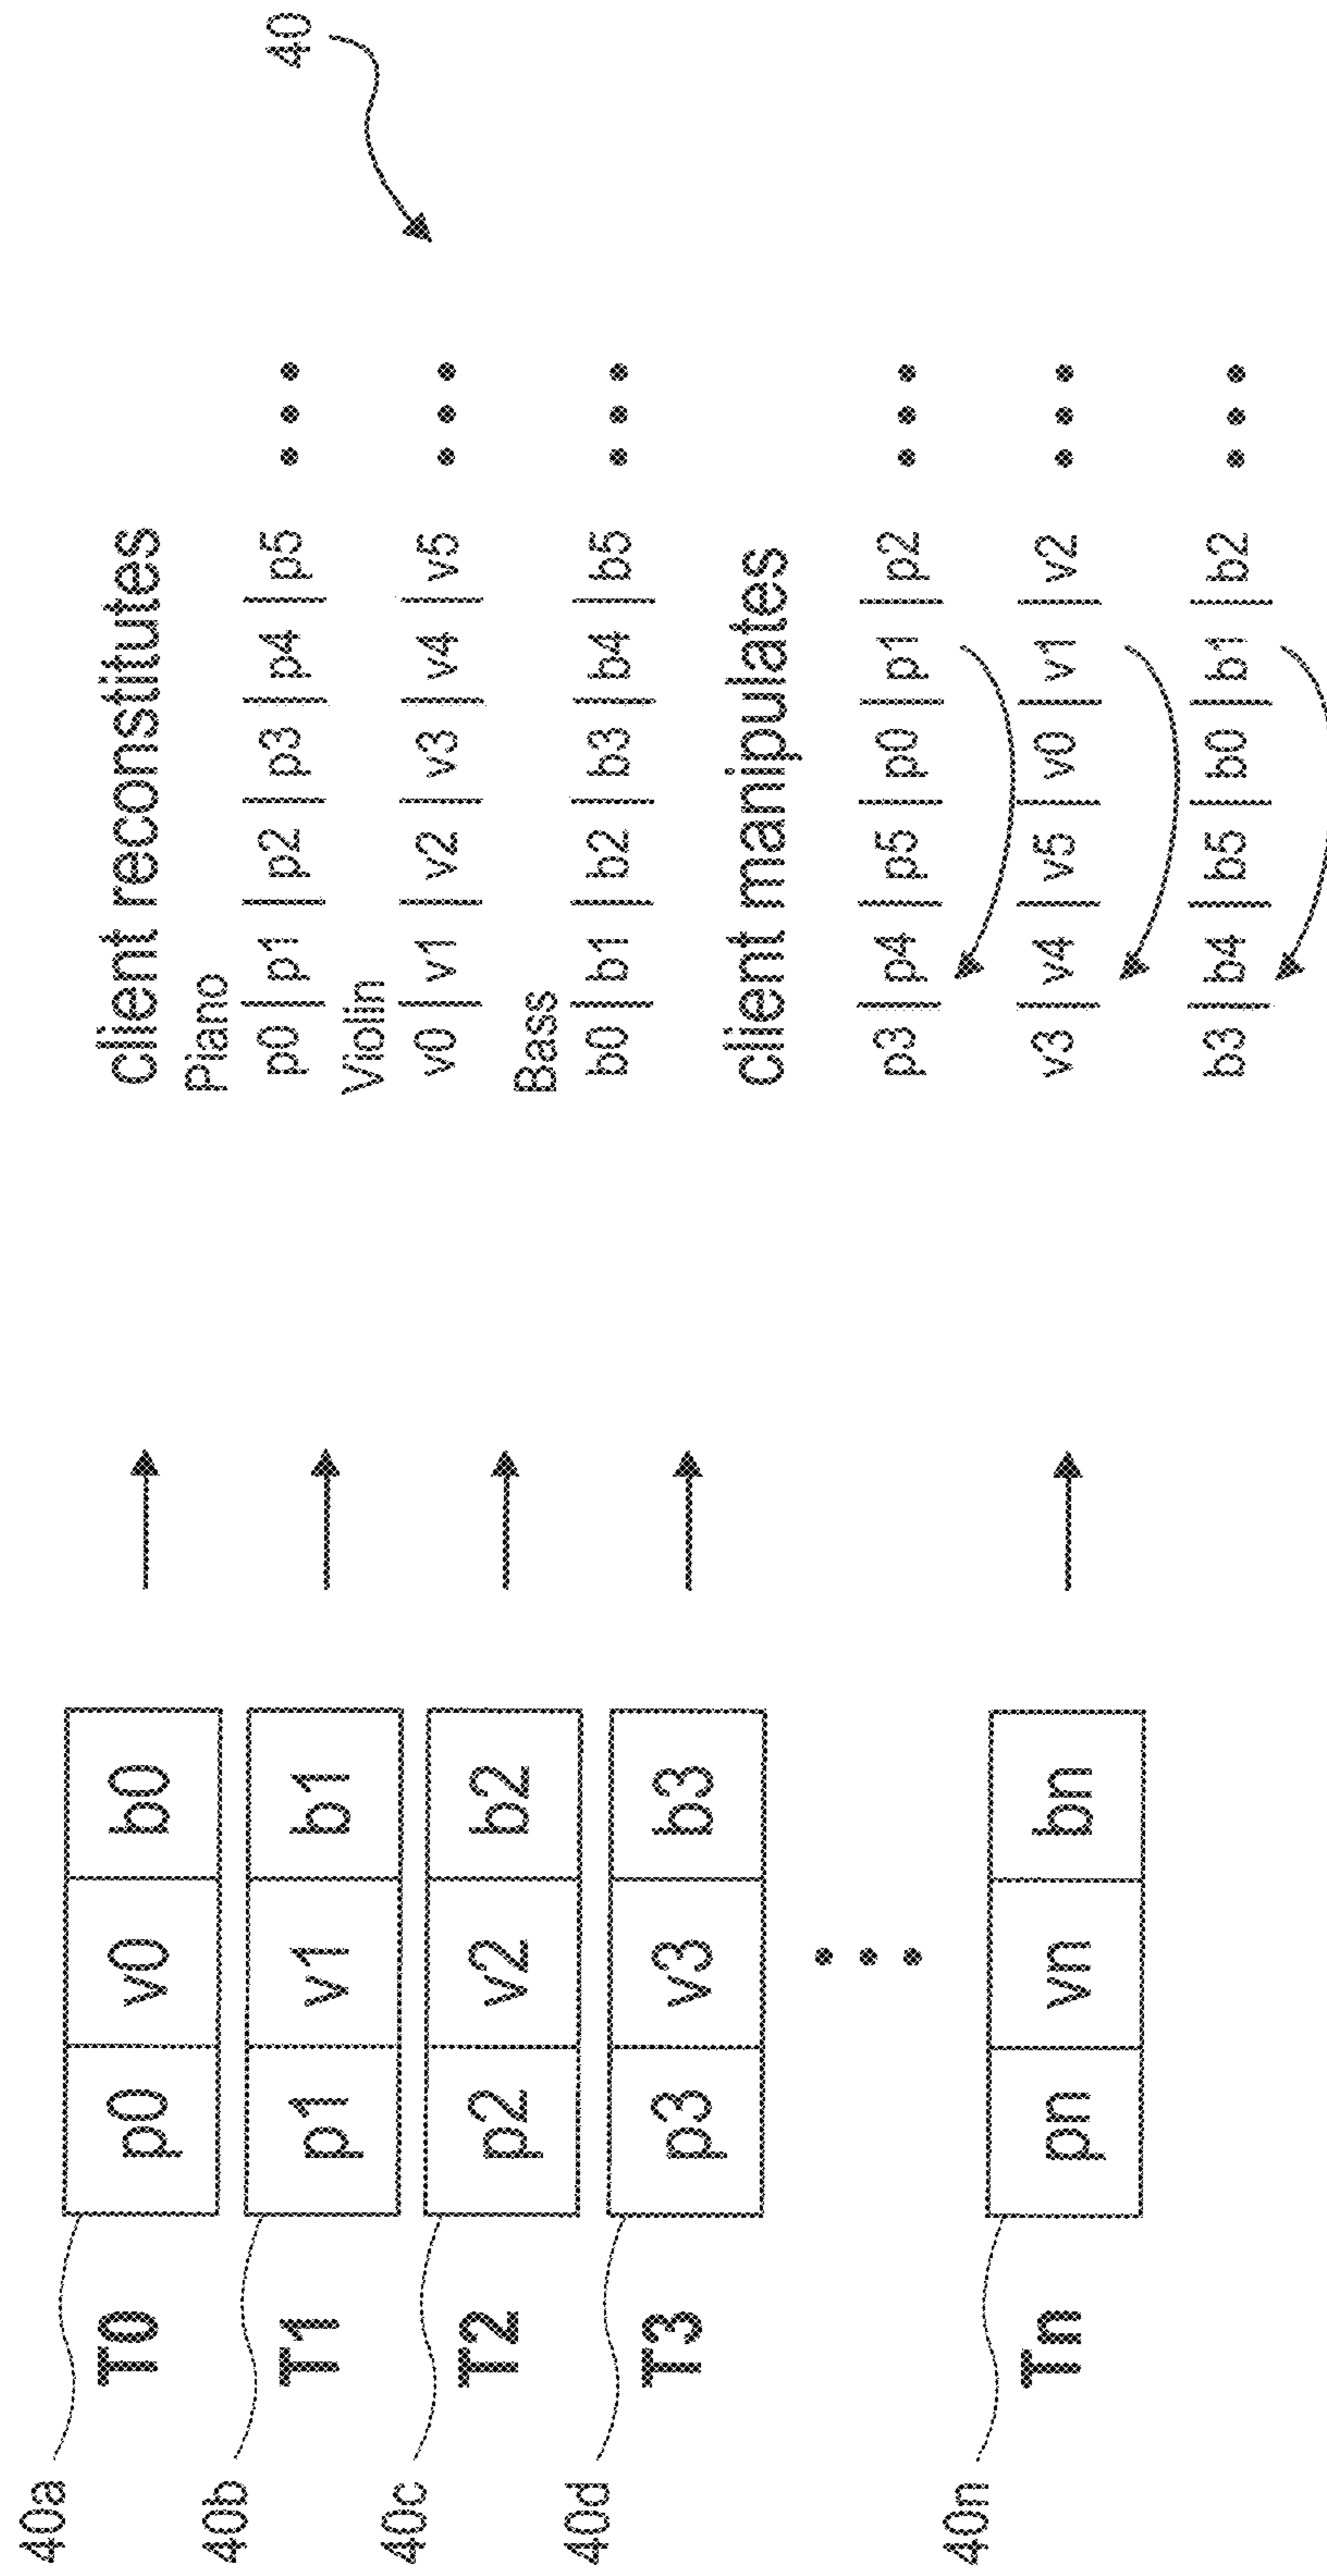 40
40a
T0
p0 v0 b0
40b
T1
p1 v1 b1
40c
T2
p2 v2 b2
40d
T3
p3 v3 b3
40n
Tn
pn vn bn
client reconstitutes
Piano
p0 | p1 | p2 | p3 | p4 | p5
Violin
v0 | v1 | v2 | v3 | v4 | v5
Bass
b0 | b1 | b2 | b3 | b4 | b5
client manipulates
p3 | p4 | p5 | p0 | p1 | p2
v3 | v4 | v5 | v0 | v1 | v2
b3 | b4 | b5 | b0 | b1 | b2